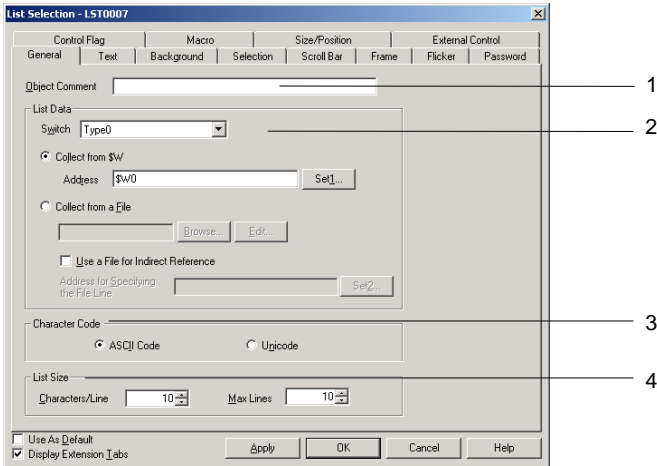 List Selection - LST0007
Control Flag Macro Size/Position External Control
General Text Background Selection Scroll Bar Frame Flicker Password
Object Comment 1
List Data
Switch Type0 2
Collect from $W
Address $W0 Set1...
Collect from a File
Browse... Edit...
Use a File for Indirect Reference
Address for Specifying
the File Line Set2...
Character Code 3
ASCII Code Unicode
List Size 4
Characters/Line 10 Max Lines 10
Use As Default
Display Extension Tabs Apply OK Cancel Help